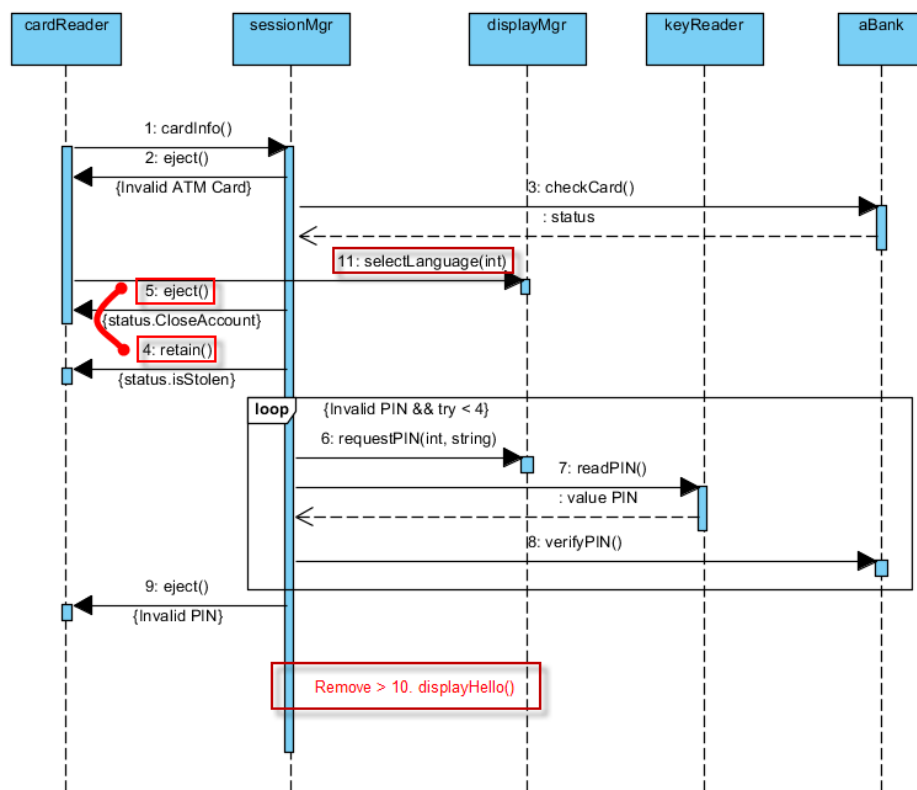 cardReader
sessionMgr
displayMgr
keyReader
aBank
1: cardInfo()
2: eject()
{Invalid ATM Card}
3: checkCard()
: status
11: selectLanguage(int)
5: eject()
{status.CloseAccount}
4: retain()
{status.isStolen}
loop
{Invalid PIN && try < 4}
6: requestPIN(int, string)
7: readPIN()
: value PIN
8: verifyPIN()
9: eject()
{Invalid PIN}
Remove > 10. displayHello()